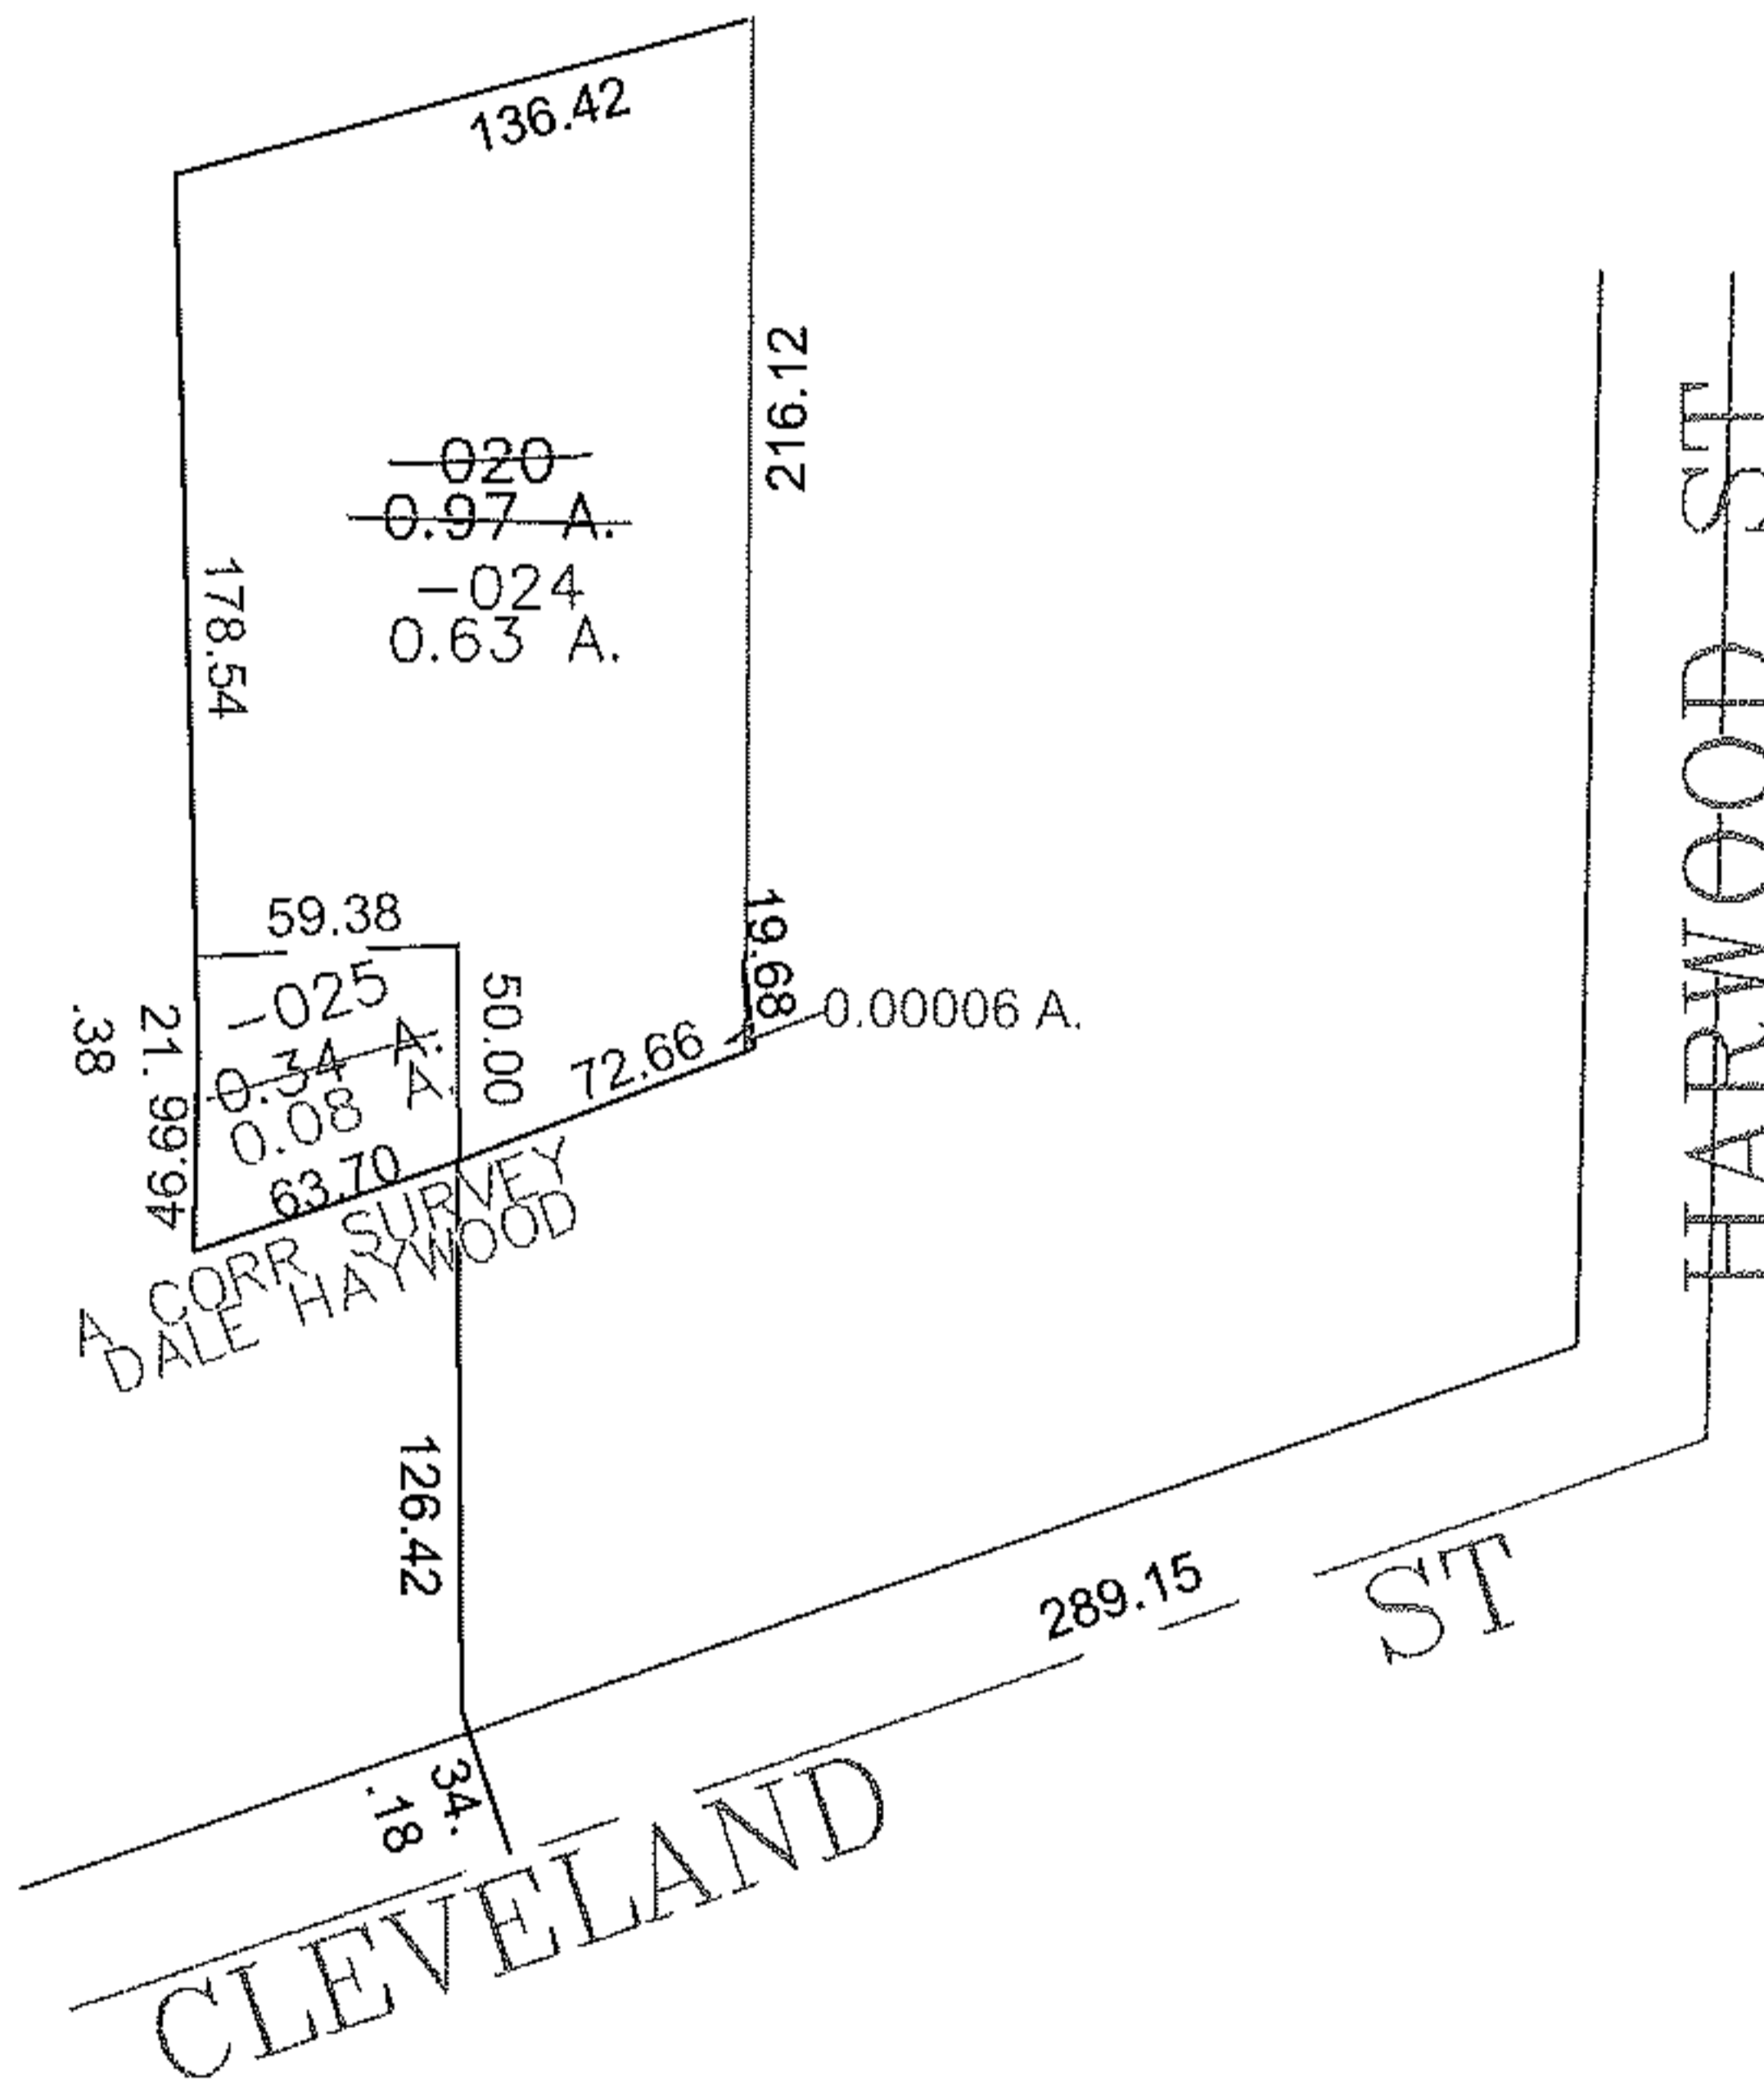 136.42
216.12
-020
0.97 A.
-024
0.63 A.
178.54
59.38
19.68
-025
0.34 A.
0.08 A.
50.00
0.00006 A.
72.66
21.
.38
46.66
63.70
A CORR SURVEY
DALE HAYWOOD
126.42
289.15
34.
.18
CLEVELAND ST
HARWOOD ST